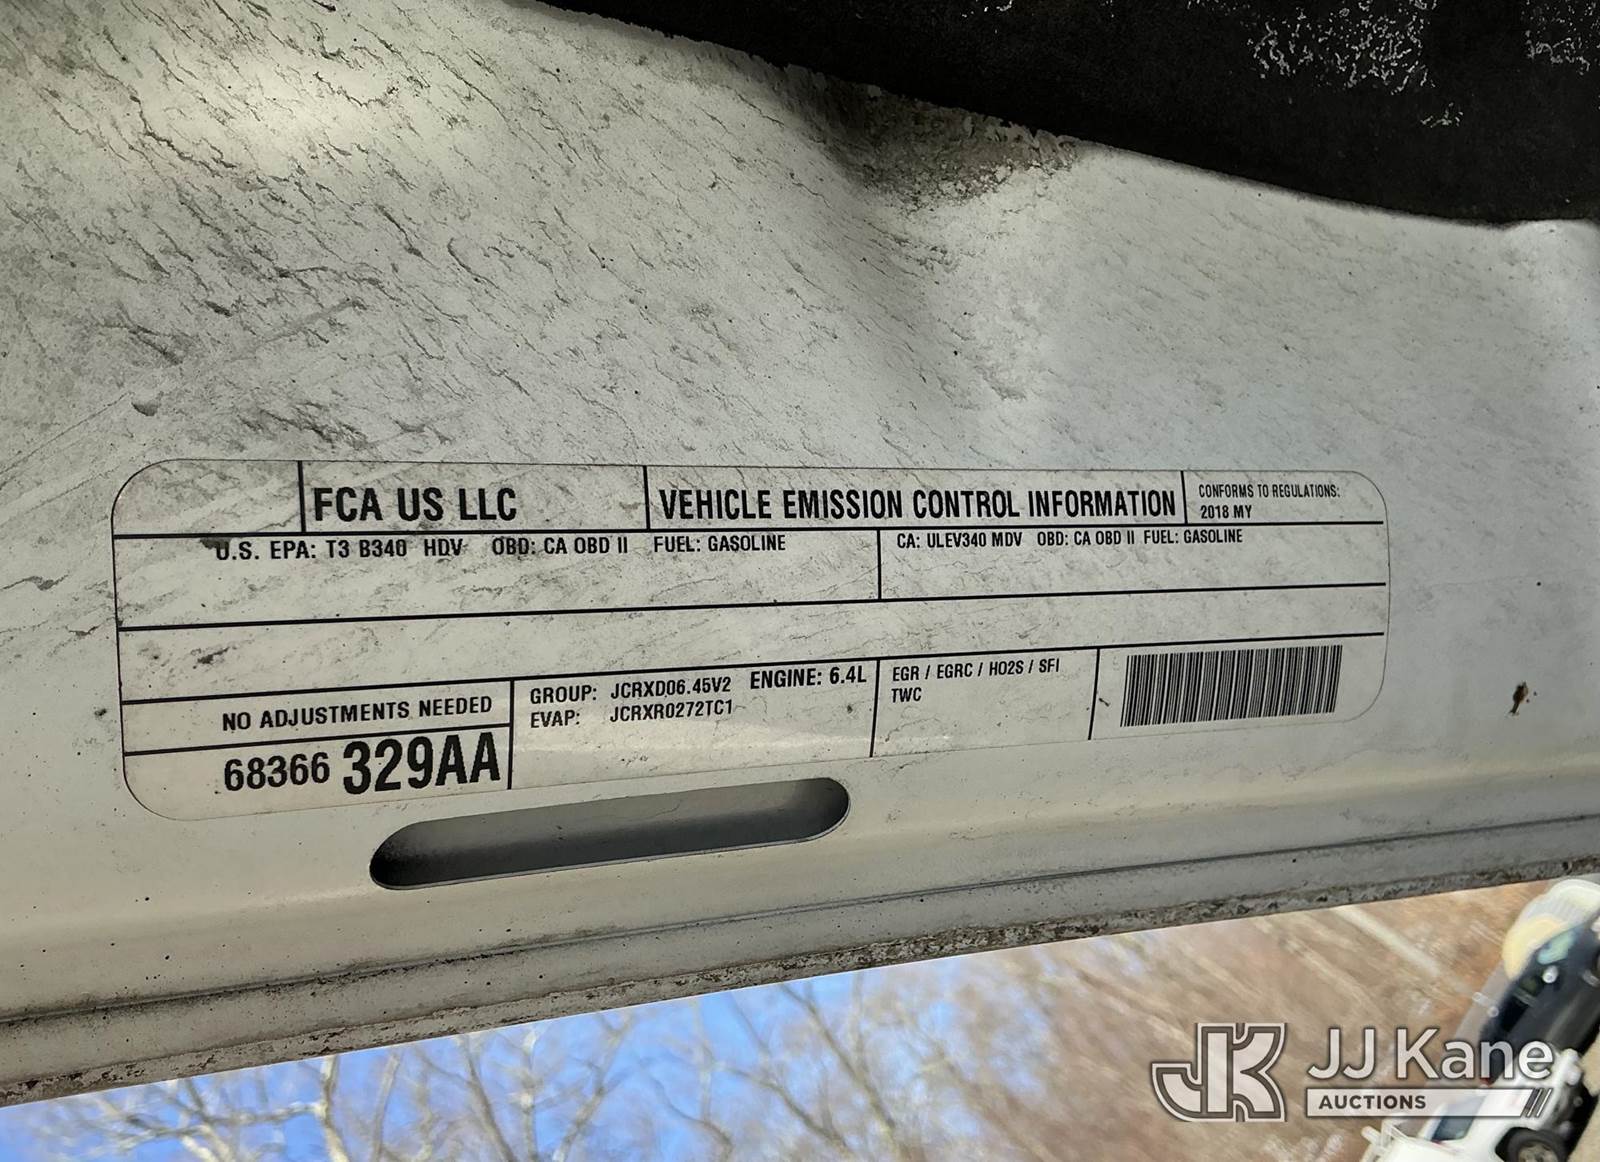 FCA US LLC
VEHICLE EMISSION CONTROL INFORMATION
CONFORMS TO REGULATIONS:
2018 MY
U.S. EPA: T3 B340 HDV OBD: CA OBD II FUEL: GASOLINE
CA: ULEV340 MDV OBD: CA OBD II FUEL: GASOLINE
NO ADJUSTMENTS NEEDED
68366 329AA
GROUP: JCRXD06.45V2 ENGINE: 6.4L
EVAP: JCRXR0272TC1
EGR / EGRC / HO2S / SFI
TWC
JK JJ Kane
AUCTIONS